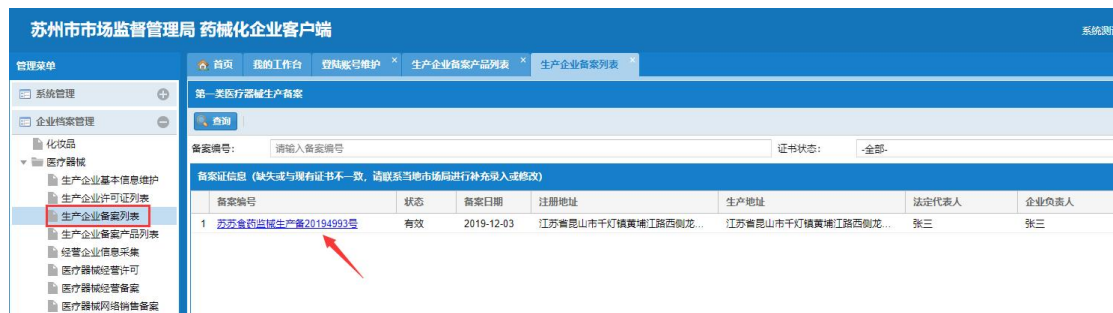 苏州市市场监督管理局 药械化企业客户端
系统测
管理菜单
首页 我的工作台 登陆账号维护 × 生产企业备案产品列表 × 生产企业备案列表 ×
系统管理
第一类医疗器械生产备案
企业档案管理
查询
化妆品
备案编号: 请输入备案编号 证书状态: -全部-
医疗器械
生产企业基本信息维护
备案证信息 (缺失或与现有证书不一致, 请联系当地市场局进行补充录入或修改)
生产企业许可证列表
备案编号 状态 备案日期 注册地址 生产地址 法定代表人 企业负责人
生产企业备案列表
1 苏苏食药监械生产备20194993号 有效 2019-12-03 江苏省昆山市千灯镇黄埔江路西侧龙... 江苏省昆山市千灯镇黄埔江路西侧龙... 张三 张三
生产企业备案产品列表
经营企业信息采集
医疗器械经营许可
医疗器械经营备案
医疗器械网络销售备案